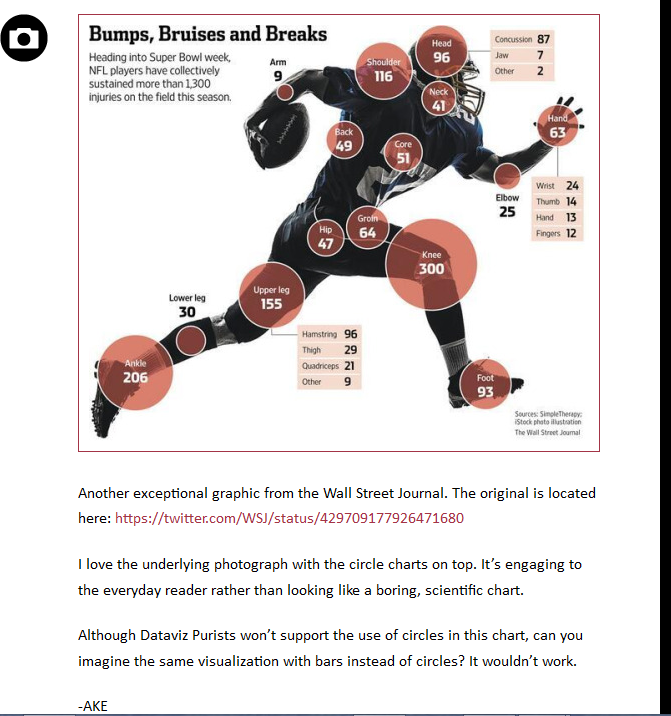 Bumps, Bruises and Breaks
Heading into Super Bowl week,
NFL players have collectively
sustained more than 1,300
injuries on the field this season.
Arm
9
Shoulder
116
Head
96
Concussion 87
Jaw 7
Other 2
Neck
41
Hand
63
Back
49
Core
51
Elbow
25
Wrist 24
Thumb 14
Hand 13
Fingers 12
Hip
47
Groin
64
Knee
300
Upper leg
155
Lower leg
30
Hamstring 96
Thigh 29
Quadriceps 21
Other 9
Ankle
206
Foot
93
Sources: SimpleTherapy;
iStock photo illustration
The Wall Street Journal
Another exceptional graphic from the Wall Street Journal. The original is located
here: https://twitter.com/WSJ/status/429709177926471680
I love the underlying photograph with the circle charts on top. It’s engaging to
the everyday reader rather than looking like a boring, scientific chart.
Although Dataviz Purists won’t support the use of circles in this chart, can you
imagine the same visualization with bars instead of circles? It wouldn’t work.
-AKE